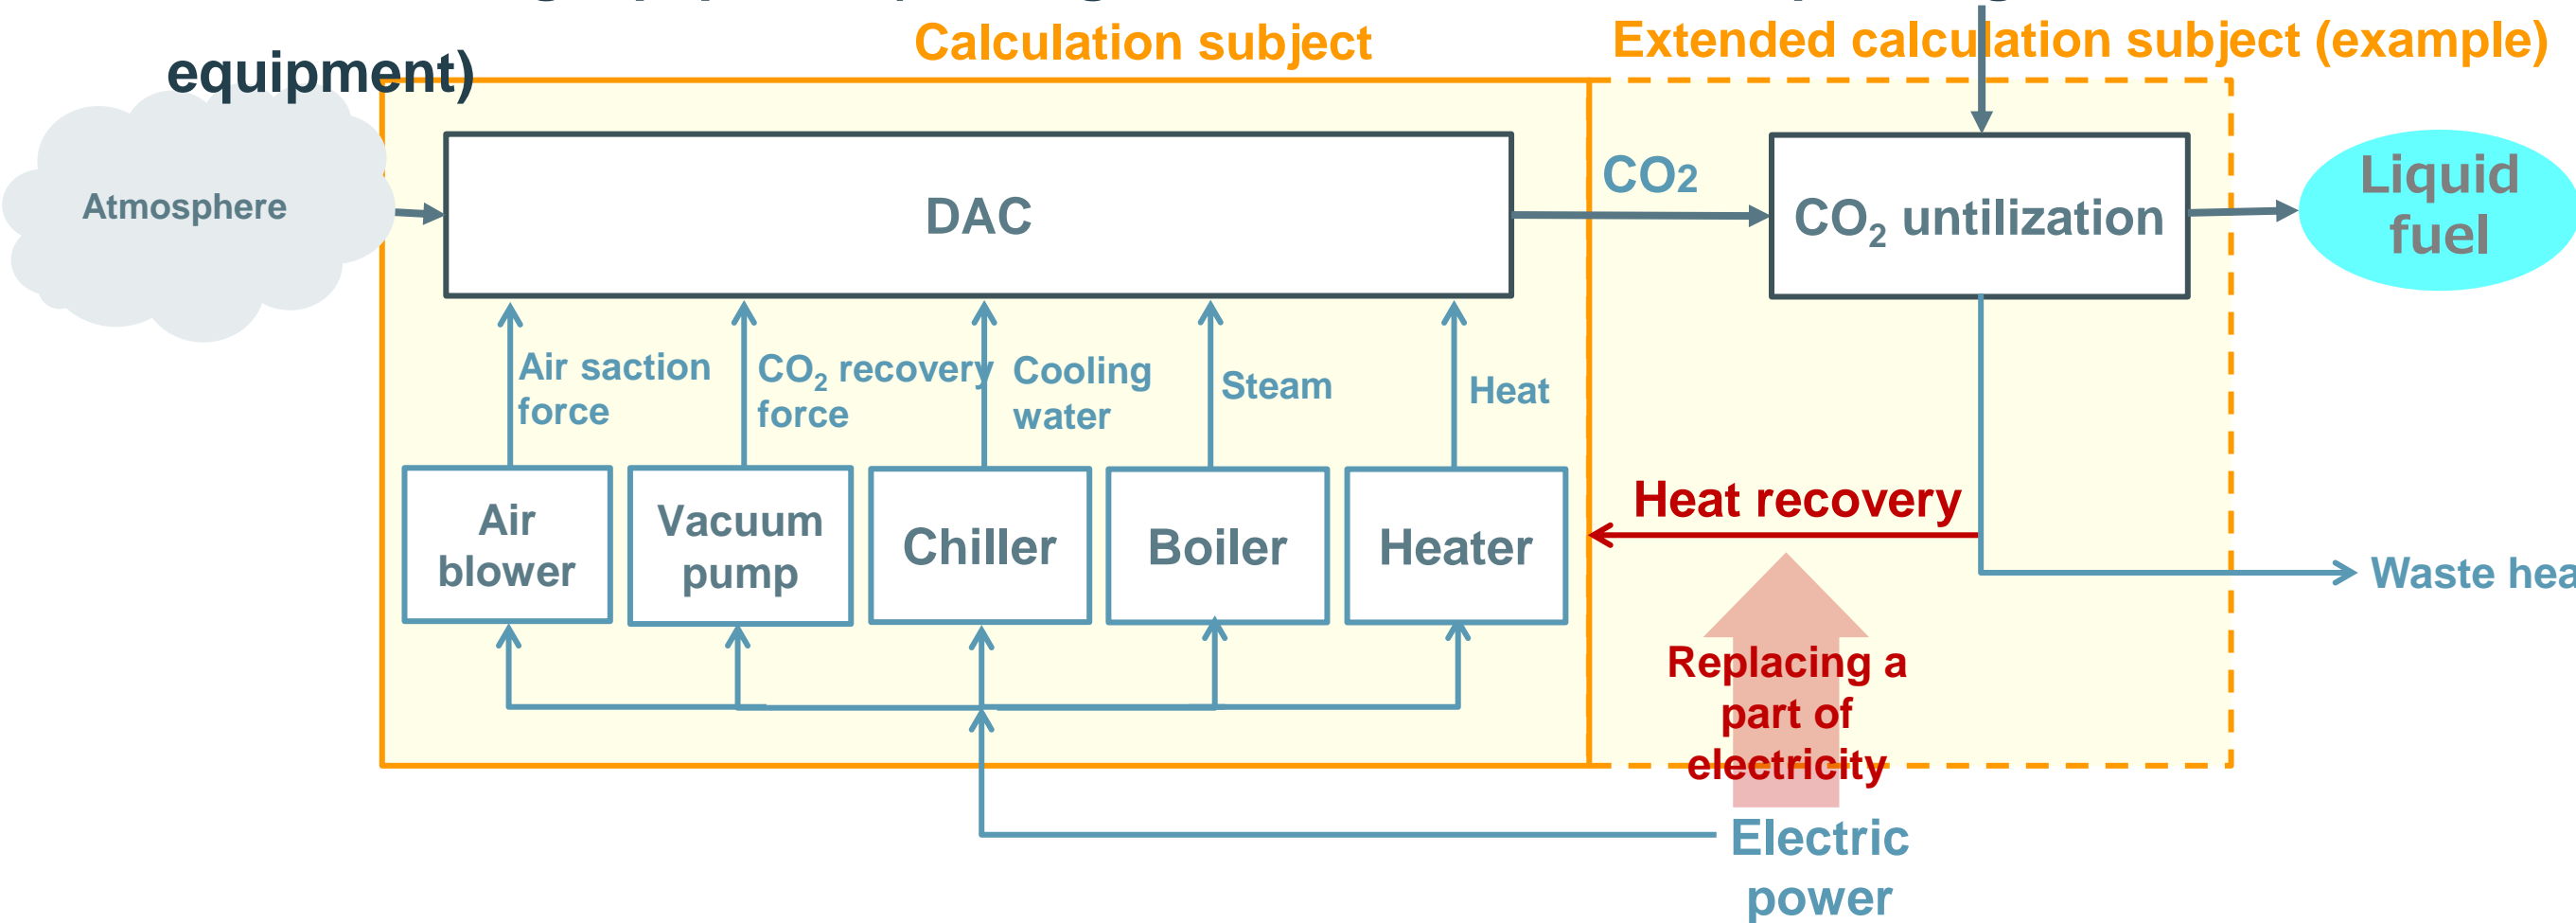 equipment)
Calculation subject
Extended calculation subject (example)
Atmosphere
DAC
CO2
CO₂ untilization
Liquid
fuel
Air saction
force
CO₂ recovery
force
Cooling
water
Steam
Heat
Air
blower
Vacuum
pump
Chiller
Boiler
Heater
Heat recovery
Waste hea
Replacing a
part of
electricity
Electric
power